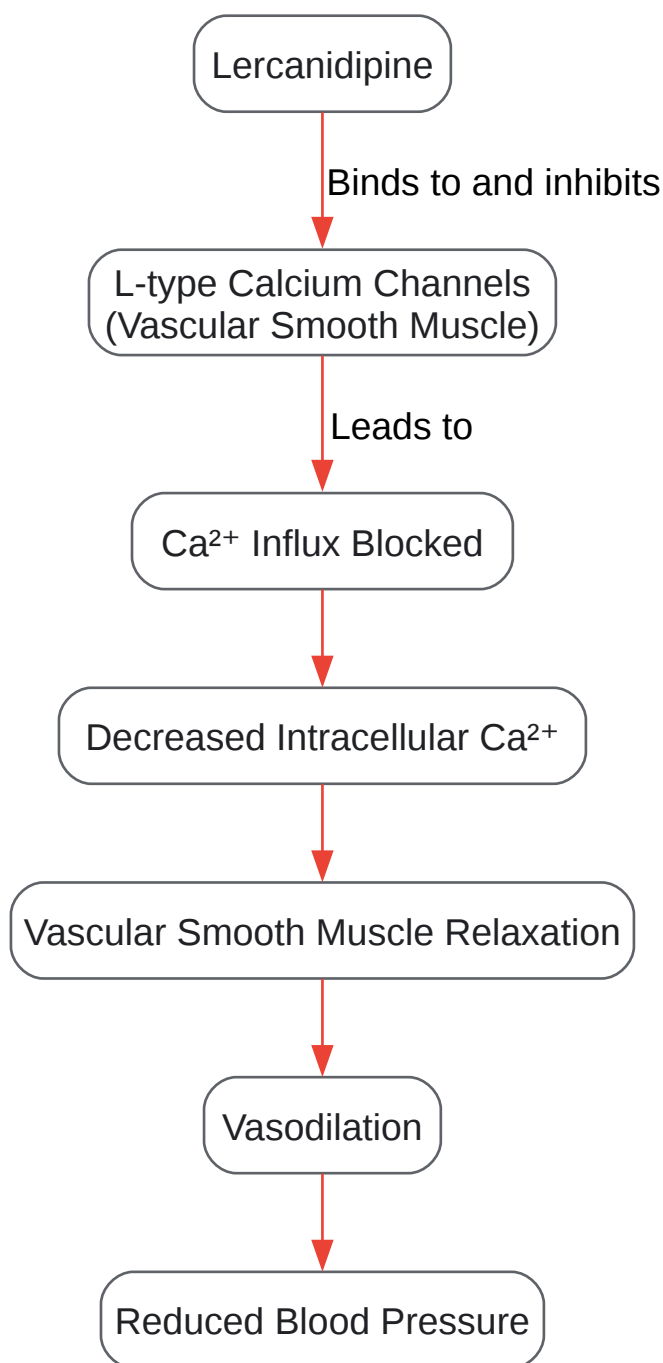 Lercanidipine
Binds to and inhibits
L-type Calcium Channels
(Vascular Smooth Muscle)
Leads to
Ca²⁺ Influx Blocked
Decreased Intracellular Ca²⁺
Vascular Smooth Muscle Relaxation
Vasodilation
Reduced Blood Pressure